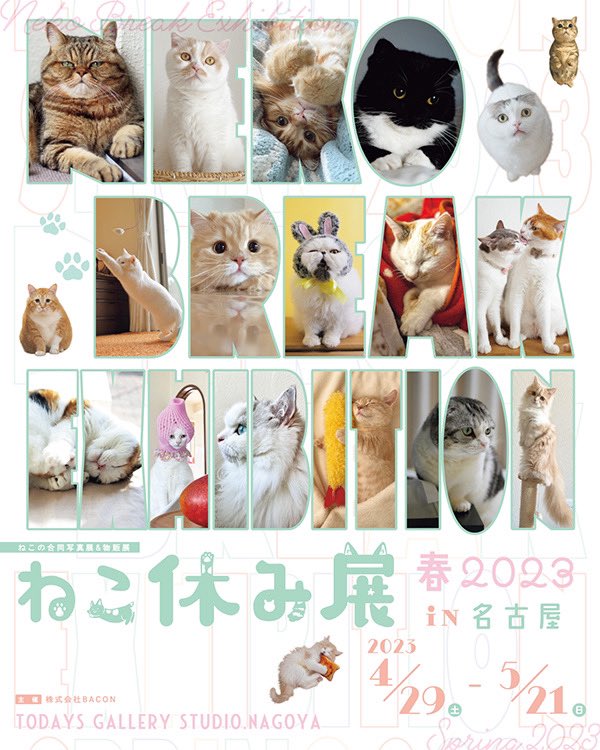 Neko Break Exhibition
NEKO
BREAK
EXHIBITION
ねこの合同写真展&物販展
ねこ休み展
春2023
iN 名古屋
2023
4/29土 - 5/21日
主催 株式会社BACON
TODAYS GALLERY STUDIO.NAGOYA
Spring 2023